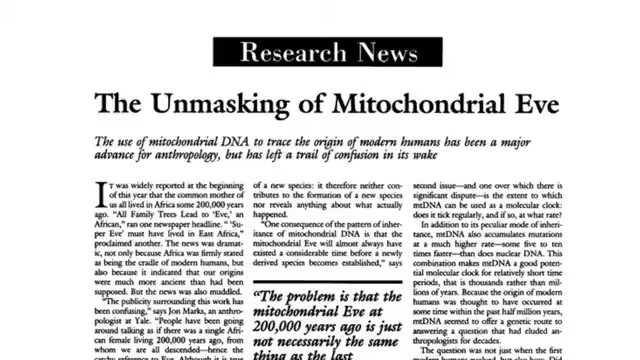 Research News
The Unmasking of Mitochondrial Eve
The use of mitochondrial DNA to trace the origin of modern humans has been a major
advance for anthropology, but has left a trail of confusion in its wake
IT was widely reported at the beginning
of this year that the common mother of
us all lived in Africa some 200,000 years
ago. "All Family Trees Lead to 'Eve,' an
African," ran one newspaper headline. "'Su-
per Eve' must have lived in East Africa,"
proclaimed another. The news was dramat-
ic, not only because Africa was firmly stated
as being the cradle of modern humans, but
also because it indicated that our origins
were much more ancient than had been
supposed. But the news was also muddled.
"The publicity surrounding this work has
been confusing," says Jon Marks, an anthro-
pologist at Yale. "People have been going
around talking as if there was a single Afri-
can female living 200,000 years ago, from
whom we are all descended—hence the
catchy reference to Eve. Although it is true
of a new species: it therefore neither con-
tributes to the formation of a new species
nor reveals anything about what actually
happened.
"One consequence of the pattern of inher-
itance of mitochondrial DNA is that the
mitochondrial Eve will almost always have
existed a considerable time before a newly
derived species becomes established," says
"The problem is that the
mitochondrial Eve at
200,000 years ago is just
not necessarily the same
thing as the last
second issue—and one over which there is
significant dispute—is the extent to which
mtDNA can be used as a molecular clock:
does it tick regularly, and if so, at what rate?
In addition to its peculiar mode of inheri-
tance, mtDNA also accumulates mutations
at a much higher rate—some five to ten
times faster—than does nuclear DNA. This
combination makes mtDNA a good poten-
tial molecular clock for relatively short time
periods, that is thousands rather than mil-
lions of years. Because the origin of modern
humans was thought to have occurred at
some time within the past half million years,
mtDNA seemed to offer a genetic route to
answering a question that had eluded an-
thropologists for decades.
The question was not just when the first
modern humans evolved, but also how. Did